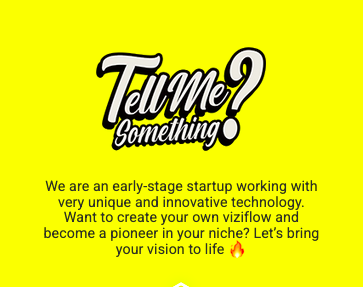 Tell Me
Something?
We are an early-stage startup working with
very unique and innovative technology.
Want to create your own viziflow and
become a pioneer in your niche? Let’s bring
your vision to life 🔥